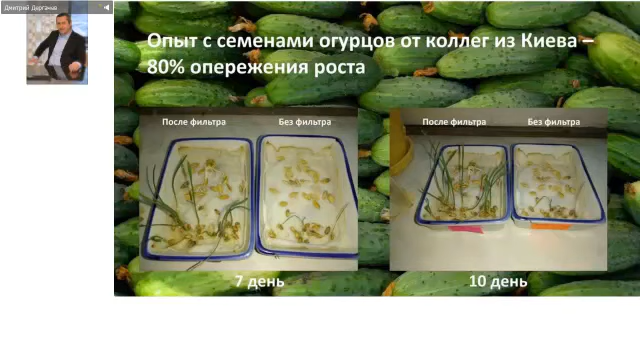 Дмитрий Дерганов
Опыт с семенами огурцов от коллег из Киева –
80% опережения роста
После фильтра
Без фильтра
После фильтра
Без фильтра
7 день
10 день